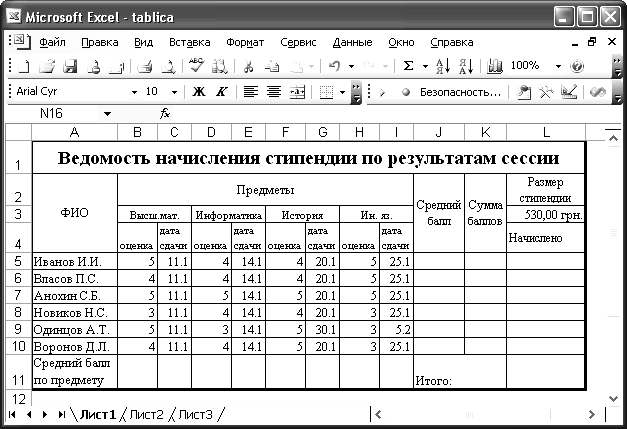 Microsoft Excel - tablica
Файл Правка Вид Вставка Формат Сервис Данные Окно Справка
100%
Arial Cyr 10 Ж К Безопасность...
N16 fx
A B C D E F G H I J K L
1 Ведомость начисления стипендии по результатам сессии
2 ФИО Предметы Средний балл Сумма баллов Размер стипендии
3 Высш.мат. Информатика История Ин. яз. 530,00 грн.
4 оценка дата сдачи оценка дата сдачи оценка дата сдачи оценка дата сдачи Начислено
5 Иванов И.И. 5 11.1 4 14.1 4 20.1 5 25.1
6 Власов П.С. 4 11.1 4 14.1 4 20.1 4 25.1
7 Анохин С.Б. 5 11.1 5 14.1 5 20.1 5 25.1
8 Новиков Н.С. 3 11.1 4 14.1 4 20.1 3 25.1
9 Одинцов А.Т. 5 11.1 3 14.1 5 30.1 3 5.2
10 Воронов Д.Л. 4 11.1 4 14.1 5 20.1 3 25.1
11 Средний балл по предмету Итого:
12
Лист1 Лист2 Лист3